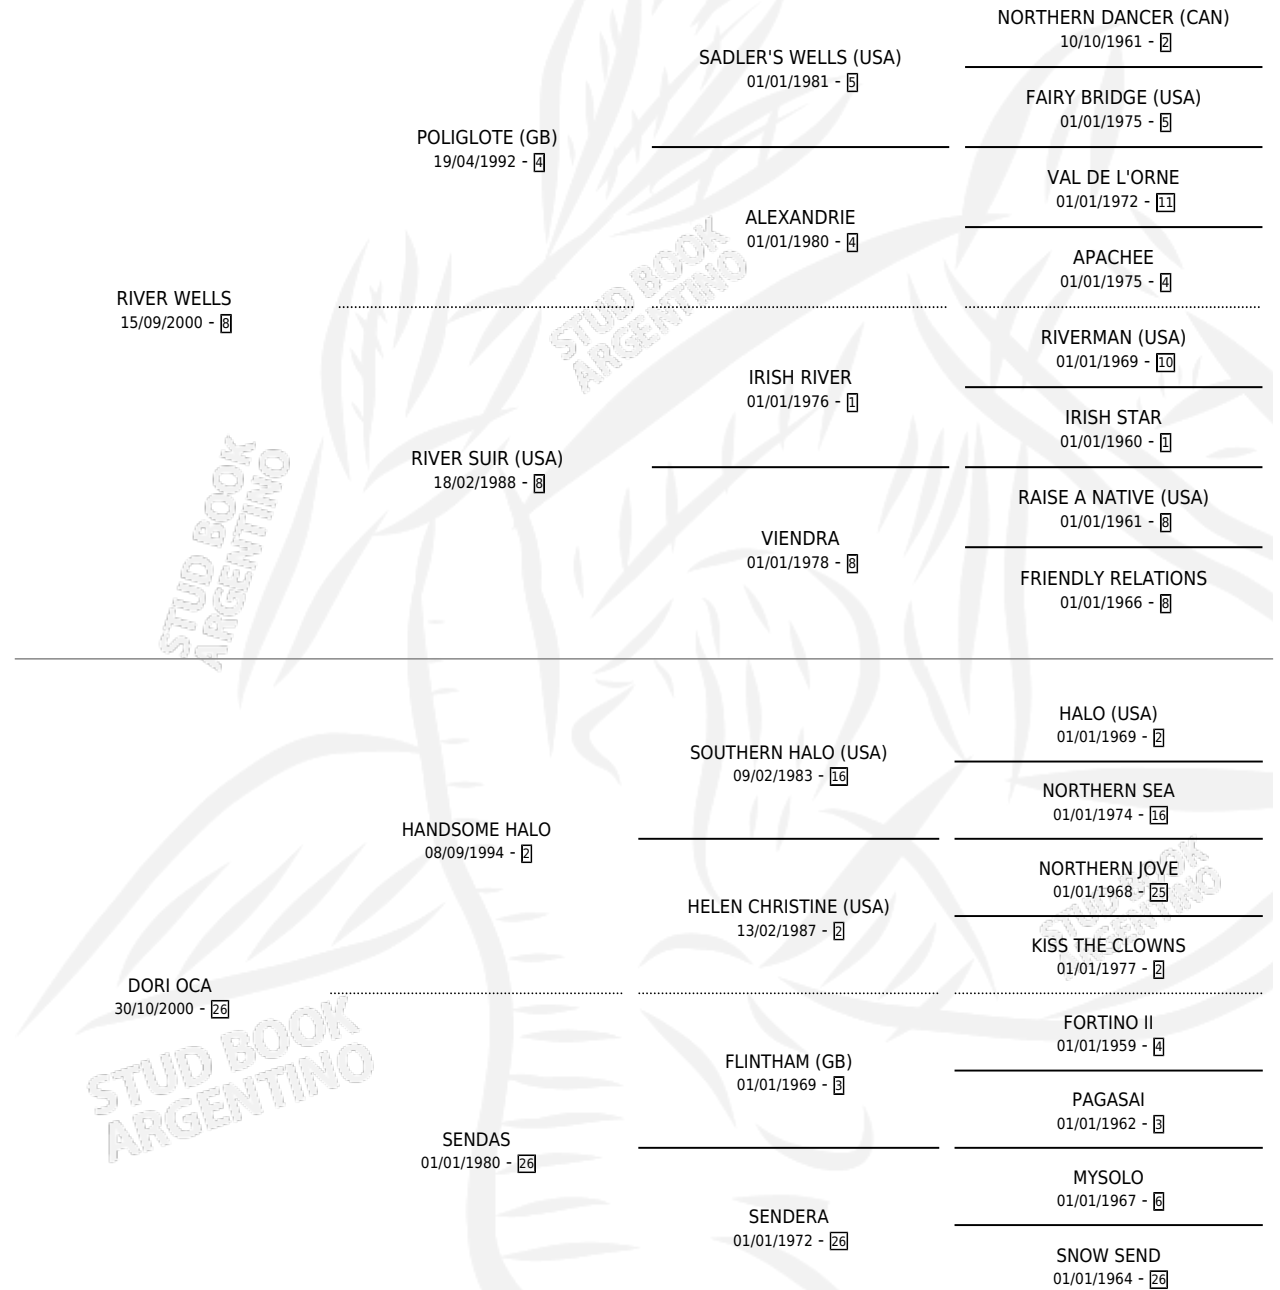 NORTHERN DANCER (CAN)
10/10/1961 - 2
SADLER'S WELLS (USA)
01/01/1981 - 5
FAIRY BRIDGE (USA)
01/01/1975 - 5
POLIGLOTE (GB)
19/04/1992 - 4
VAL DE L'ORNE
01/01/1972 - 11
ALEXANDRIE
01/01/1980 - 4
APACHEE
01/01/1975 - 4
RIVER WELLS
15/09/2000 - 8
RIVERMAN (USA)
01/01/1969 - 10
IRISH RIVER
01/01/1976 - 1
IRISH STAR
01/01/1960 - 1
RIVER SUIR (USA)
18/02/1988 - 8
RAISE A NATIVE (USA)
01/01/1961 - 8
VIENDRA
01/01/1978 - 8
FRIENDLY RELATIONS
01/01/1966 - 8
HALO (USA)
01/01/1969 - 2
SOUTHERN HALO (USA)
09/02/1983 - 16
NORTHERN SEA
01/01/1974 - 16
HANDSOME HALO
08/09/1994 - 2
NORTHERN JOVE
01/01/1968 - 25
HELEN CHRISTINE (USA)
13/02/1987 - 2
KISS THE CLOWNS
01/01/1977 - 2
DORI OCA
30/10/2000 - 26
FORTINO II
01/01/1959 - 4
FLINTHAM (GB)
01/01/1969 - 3
PAGASAI
01/01/1962 - 3
SENDAS
01/01/1980 - 26
MYSOLO
01/01/1967 - 6
SENDERA
01/01/1972 - 26
SNOW SEND
01/01/1964 - 26
STUD BOOK
ARGENTINO
STUD BOOK
ARGENTINO
STUD BOOK
ARGENTINO
STUD BOOK
ARGENTINO